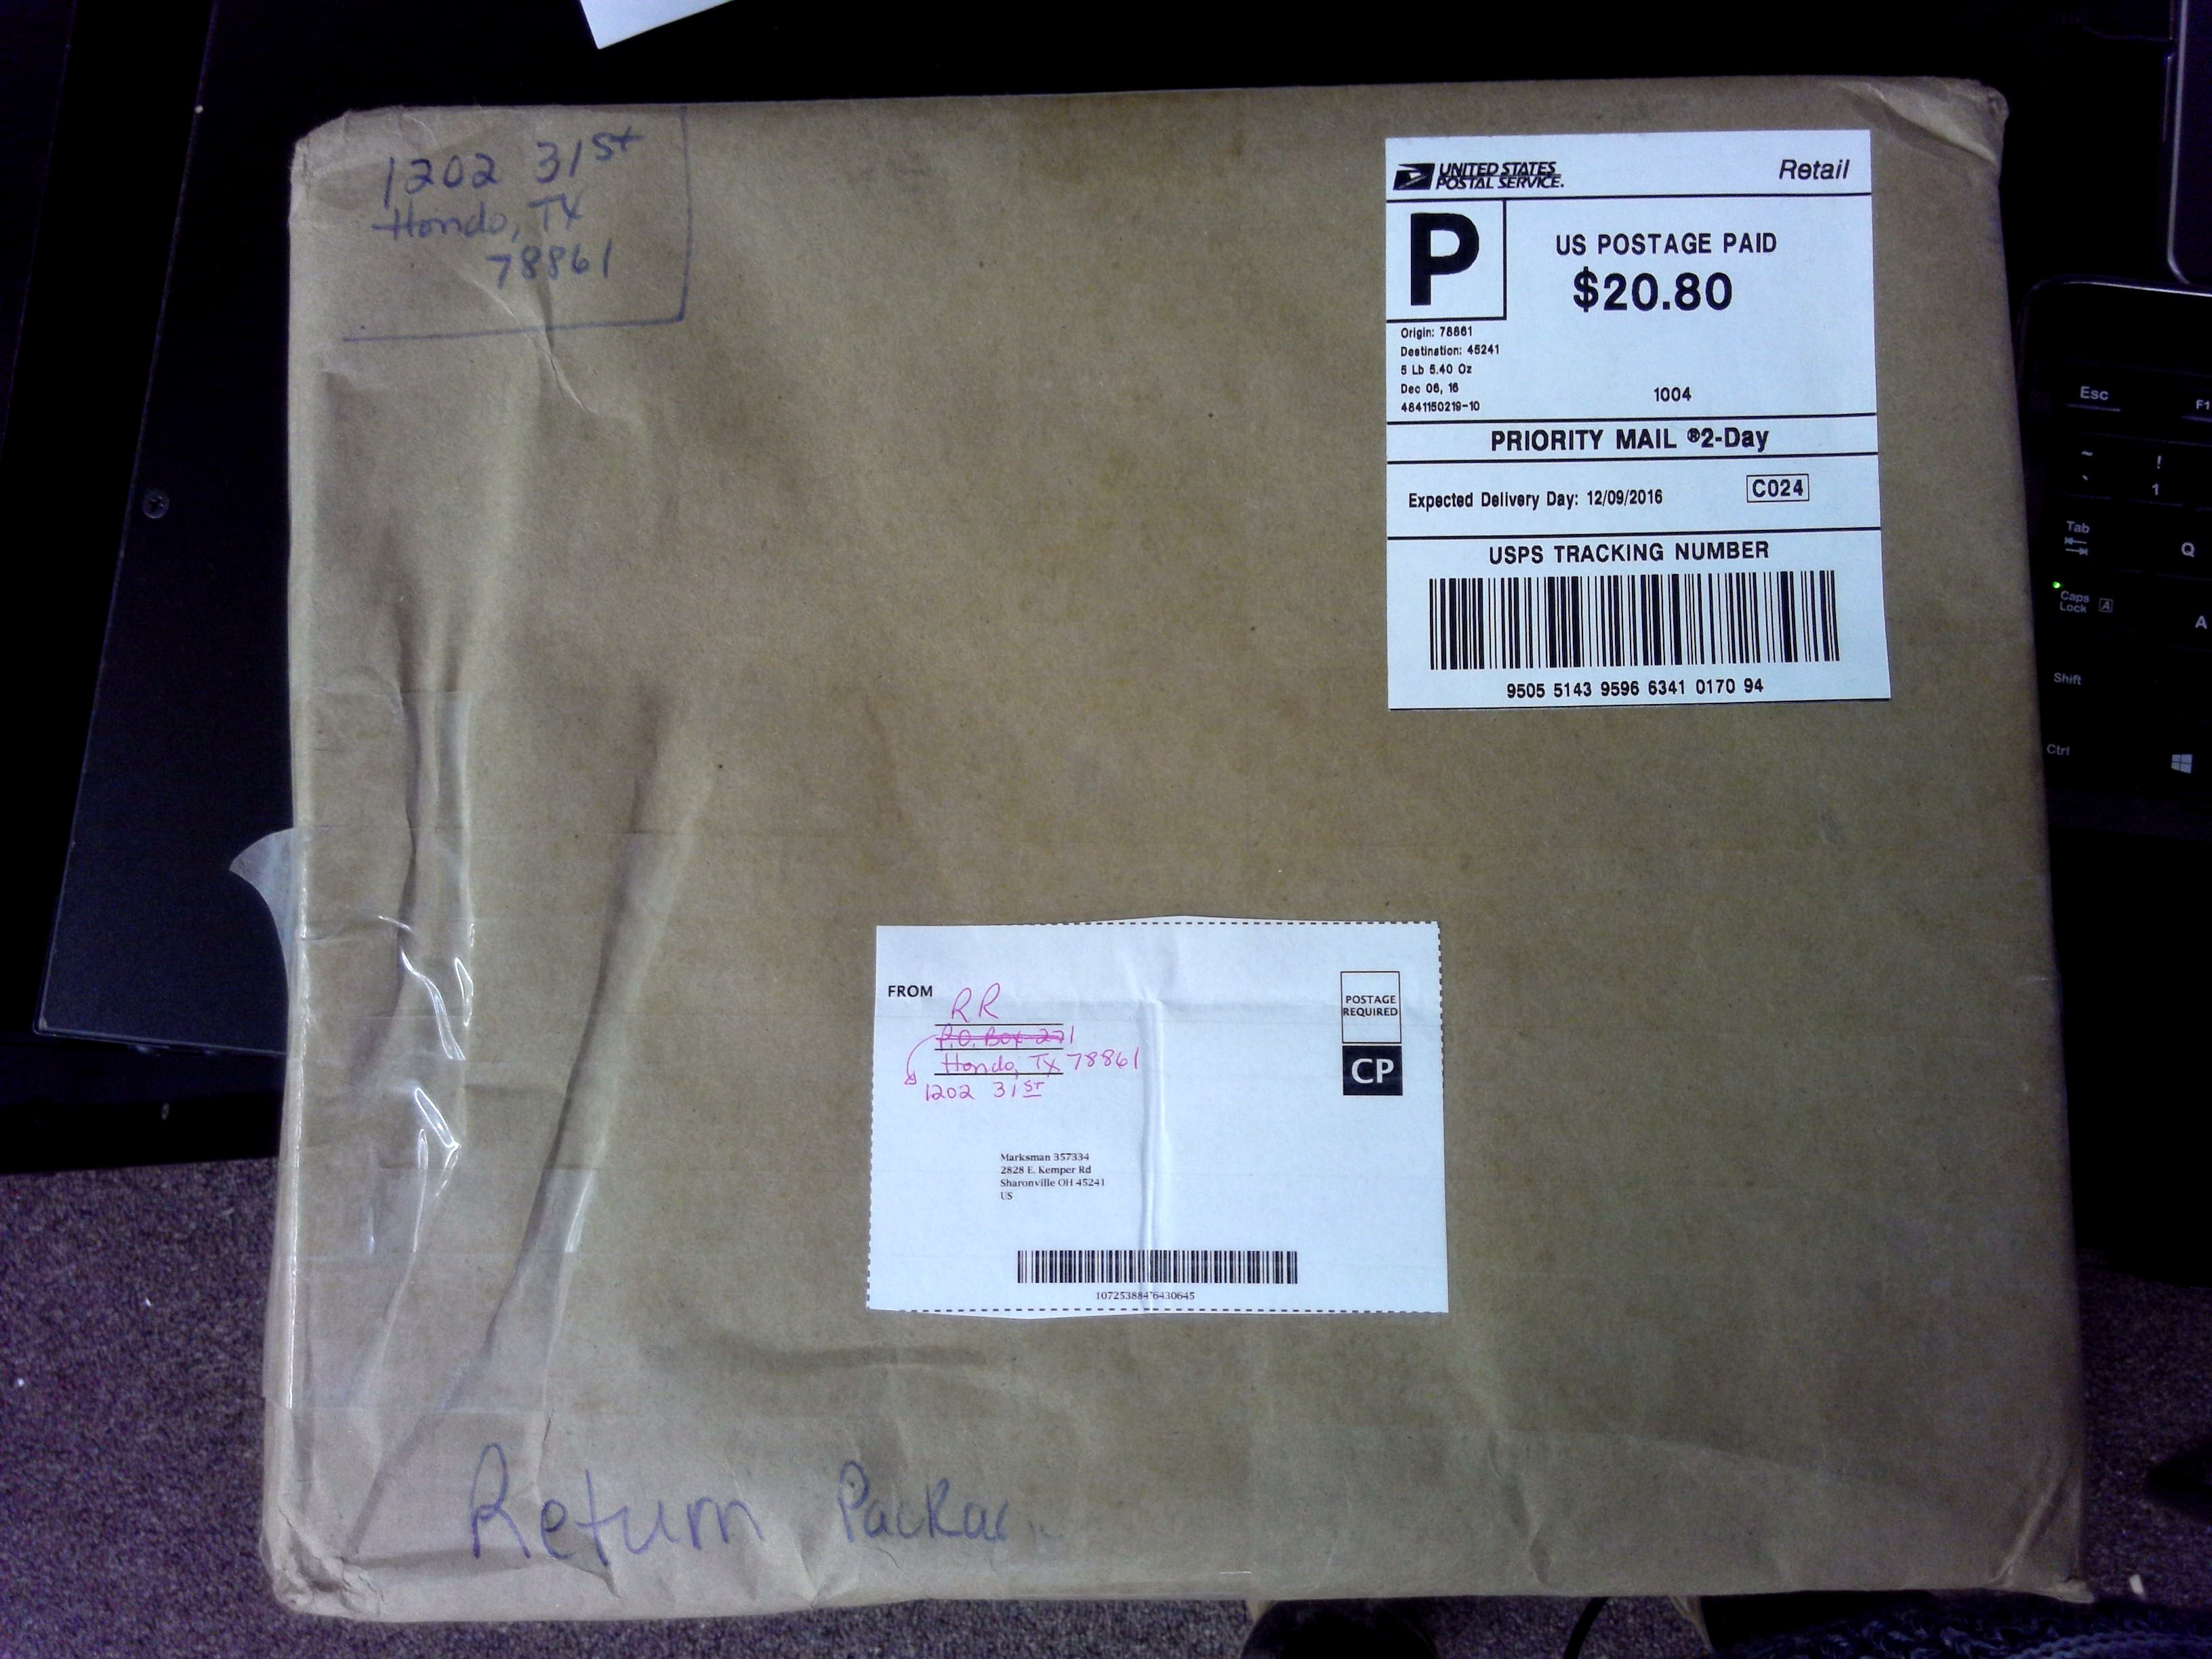 1202 31st
Hondo, TX
78861
UNITED STATES
POSTAL SERVICE.
Retail
P
US POSTAGE PAID
$20.80
Origin: 78861
Destination: 45241
5 Lb 5.40 Oz
Dec 06, 16
4841150219-10
1004
PRIORITY MAIL ®2-Day
Expected Delivery Day: 12/09/2016
C024
USPS TRACKING NUMBER
9505 5143 9596 6341 0170 94
FROM
RR
P.O. Box 221
Hondo, TX 78861
1202 31st
POSTAGE
REQUIRED
CP
Marksman 357334
2828 E. Kemper Rd
Sharonville OH 45241
US
Return
Esc
F1
~
!
`
1
Tab
Q
Caps
Lock
A
A
Shift
Ctrl